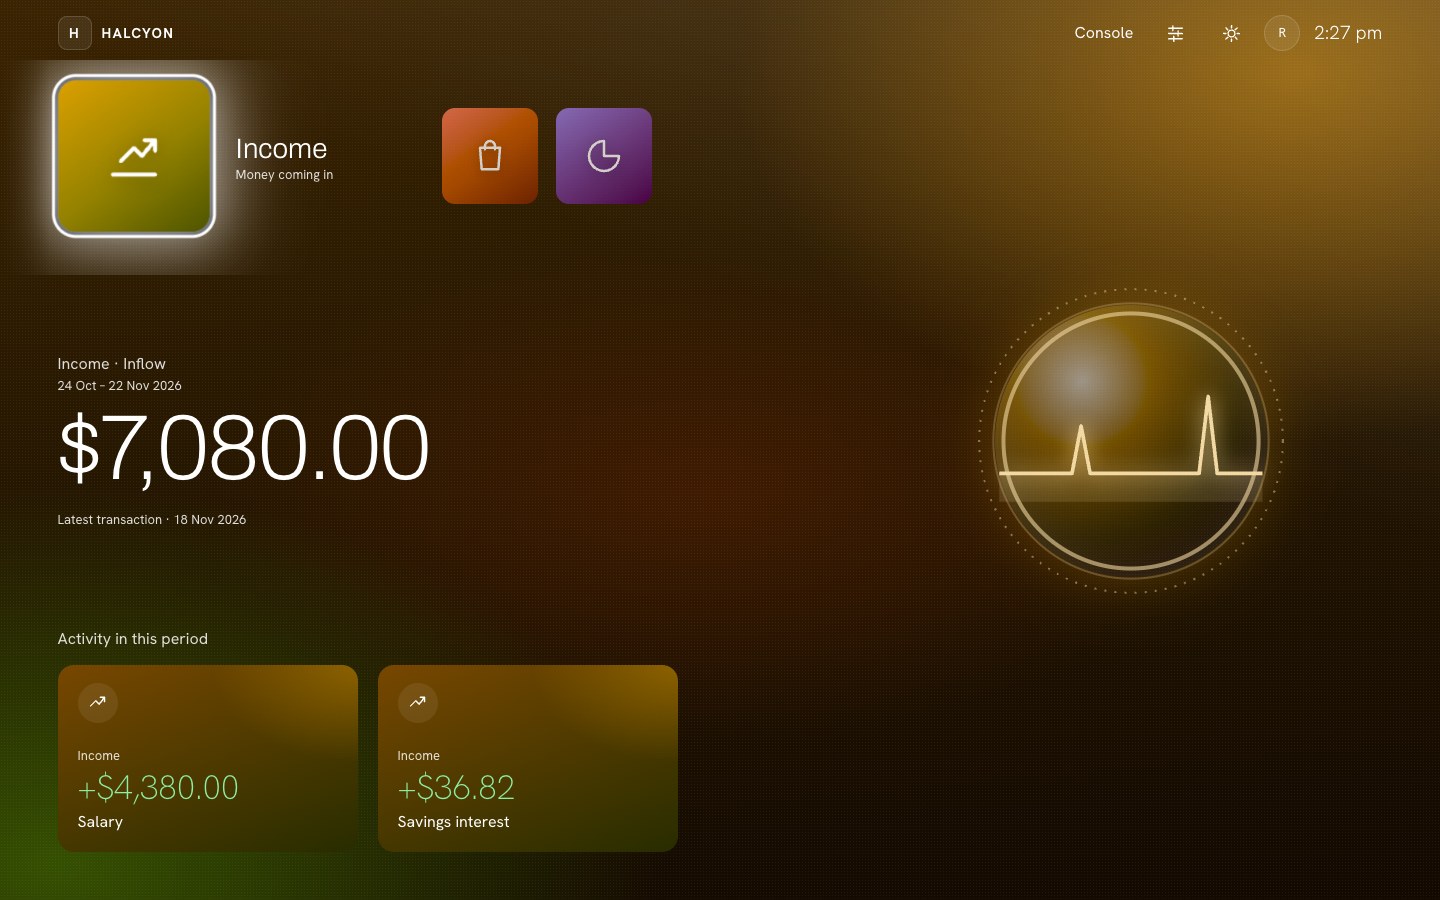 H HALCYON
Console
R
2:27 pm
Income
Money coming in
Income · Inflow
24 Oct – 22 Nov 2026
$7,080.00
Latest transaction · 18 Nov 2026
Activity in this period
Income
+$4,380.00
Salary
Income
+$36.82
Savings interest